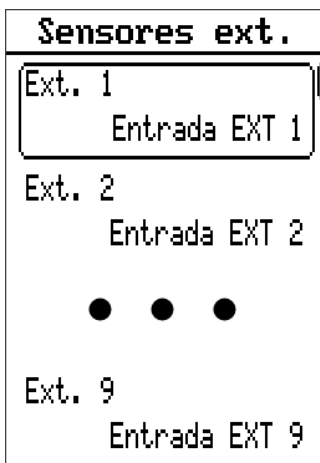 Sensores ext.
Ext. 1
Entrada EXT 1
Ext. 2
Entrada EXT 2
Ext. 9
Entrada EXT 9